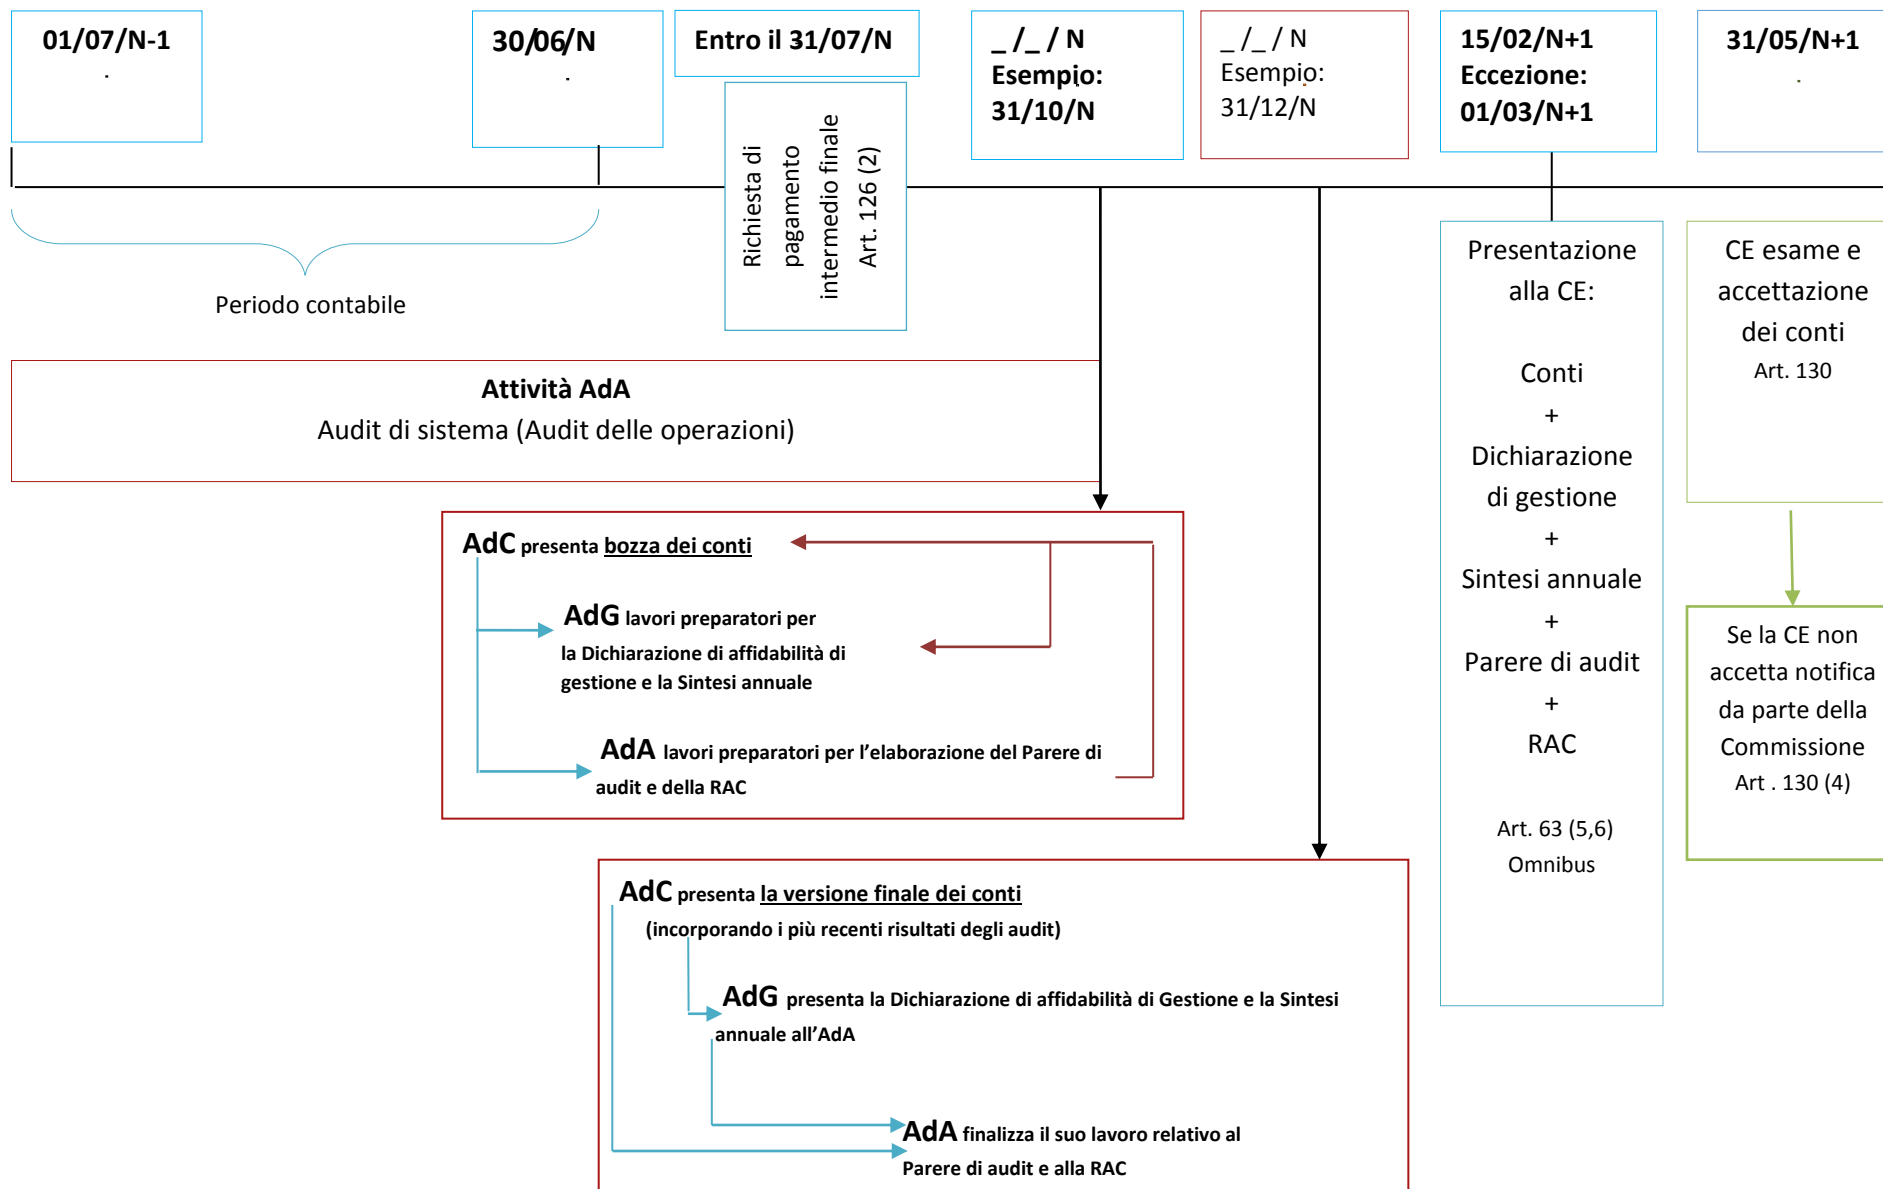 01/07/N-1
30/06/N
Entro il 31/07/N
_ /_ / N
Esempio:
31/10/N
_ /_ / N
Esempio:
31/12/N
15/02/N+1
Eccezione:
01/03/N+1
31/05/N+1
Richiesta di
pagamento
intermedio finale
Art. 126 (2)
Periodo contabile
Attività AdA
Audit di sistema (Audit delle operazioni)
AdC presenta bozza dei conti
AdG lavori preparatori per
la Dichiarazione di affidabilità di
gestione e la Sintesi annuale
AdA lavori preparatori per l’elaborazione del Parere di
audit e della RAC
AdC presenta la versione finale dei conti
(incorporando i più recenti risultati degli audit)
AdG presenta la Dichiarazione di affidabilità di Gestione e la Sintesi
annuale all’AdA
AdA finalizza il suo lavoro relativo al
Parere di audit e alla RAC
Presentazione
alla CE:
Conti
+
Dichiarazione
di gestione
+
Sintesi annuale
+
Parere di audit
+
RAC
Art. 63 (5,6)
Omnibus
CE esame e
accettazione
dei conti
Art. 130
Se la CE non
accetta notifica
da parte della
Commissione
Art . 130 (4)